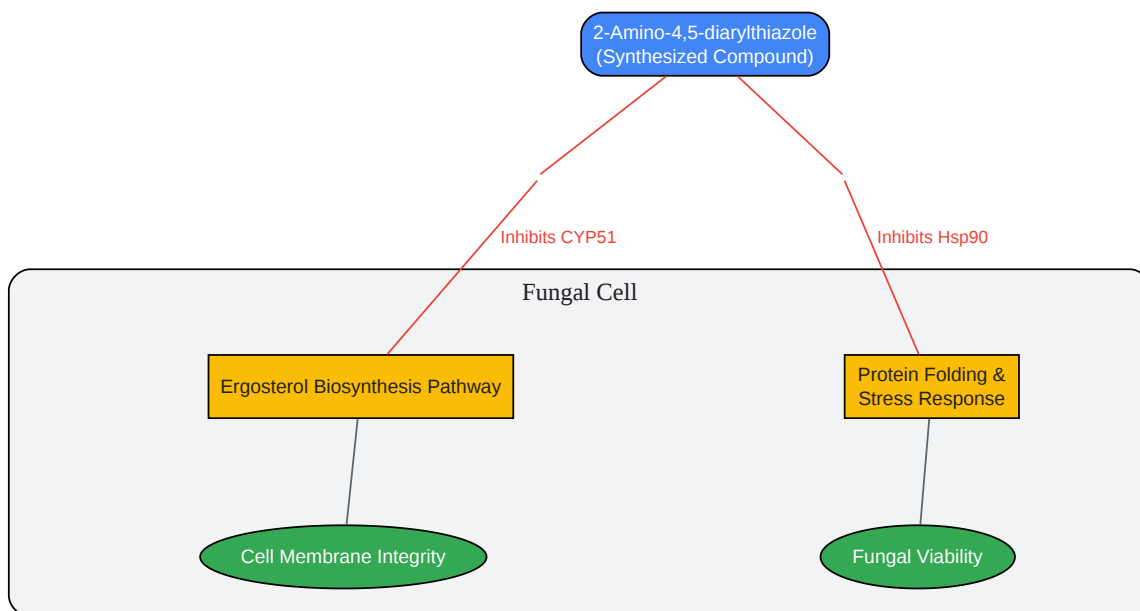 2-Amino-4,5-diarylthiazole
(Synthesized Compound)
Inhibits CYP51
Inhibits Hsp90
Fungal Cell
Ergosterol Biosynthesis Pathway
Protein Folding &
Stress Response
Cell Membrane Integrity
Fungal Viability